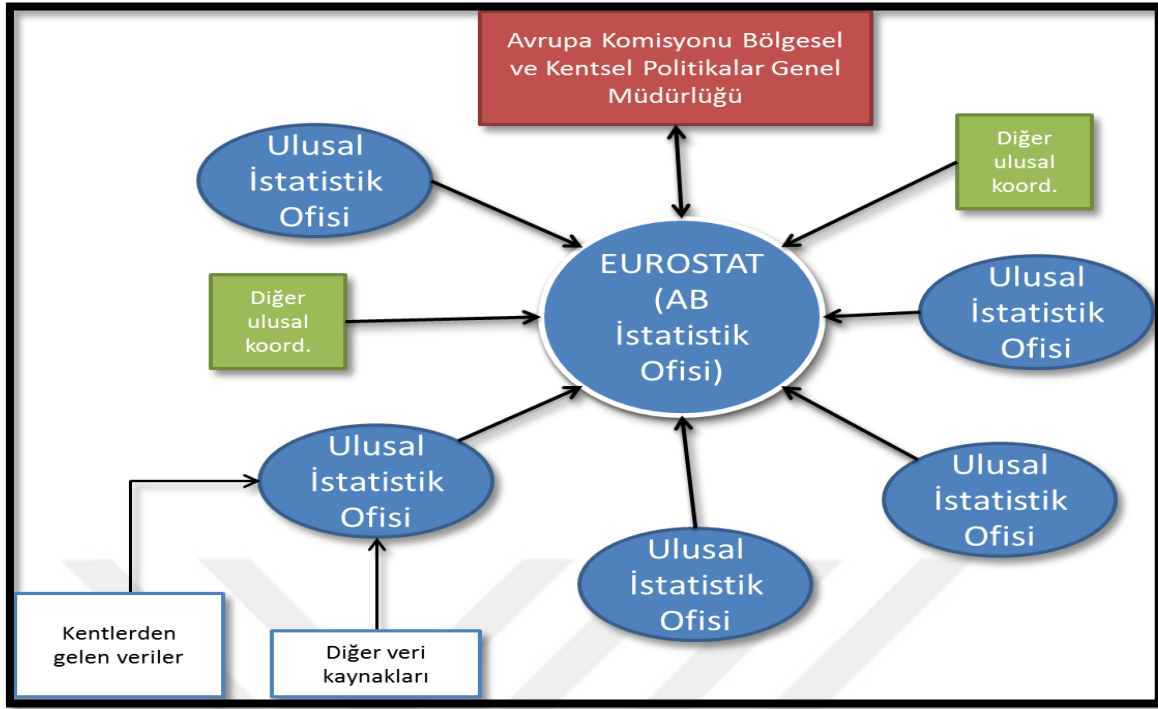 Avrupa Komisyonu Bölgesel
ve Kentsel Politikalar Genel
Müdürlüğü
Ulusal
İstatistik
Ofisi
Diğer
ulusal
koord.
EUROSTAT
(AB
İstatistik
Ofisi)
Ulusal
İstatistik
Ofisi
Diğer
ulusal
koord.
Ulusal
İstatistik
Ofisi
Ulusal
İstatistik
Ofisi
Ulusal
İstatistik
Ofisi
Kentlerden
gelen veriler
Diğer veri
kaynakları